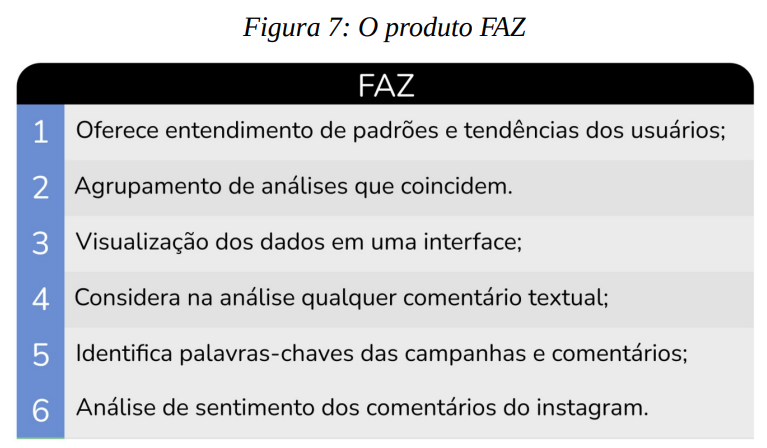 Figura 7: O produto FAZ
FAZ
1 Oferece entendimento de padrões e tendências dos usuários;
2 Agrupamento de análises que coincidem.
3 Visualização dos dados em uma interface;
4 Considera na análise qualquer comentário textual;
5 Identifica palavras-chaves das campanhas e comentários;
6 Análise de sentimento dos comentários do instagram.